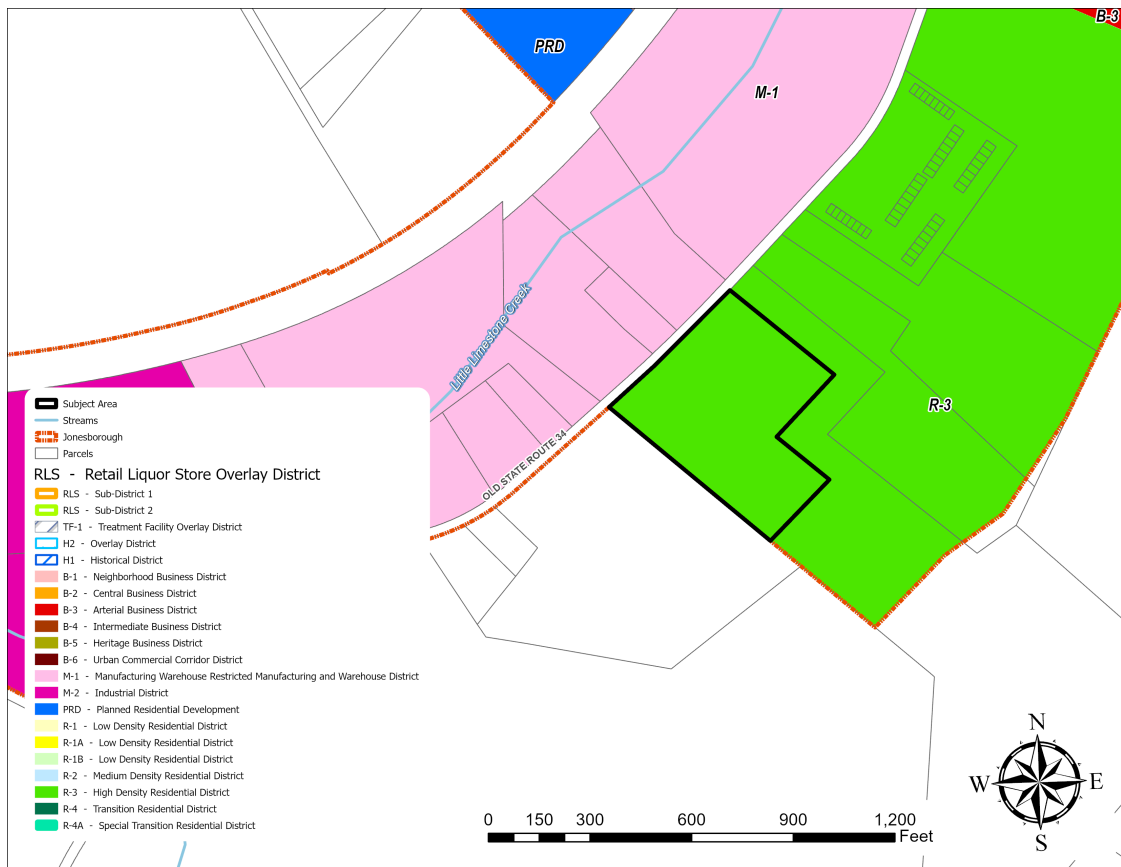 B-3
PRD
M-1
Little Limestone Creek
R-3
OLD STATE ROUTE 34
Subject Area
Streams
Jonesborough
Parcels
RLS - Retail Liquor Store Overlay District
RLS - Sub-District 1
RLS - Sub-District 2
TF-1 - Treatment Facility Overlay District
H2 - Overlay District
H1 - Historical District
B-1 - Neighborhood Business District
B-2 - Central Business District
B-3 - Arterial Business District
B-4 - Intermediate Business District
B-5 - Heritage Business District
B-6 - Urban Commercial Corridor District
M-1 - Manufacturing Warehouse Restricted Manufacturing and Warehouse District
M-2 - Industrial District
PRD - Planned Residential Development
R-1 - Low Density Residential District
R-1A - Low Density Residential District
R-1B - Low Density Residential District
R-2 - Medium Density Residential District
R-3 - High Density Residential District
R-4 - Transition Residential District
R-4A - Special Transition Residential District
0 150 300 600 900 1,200
Feet
N
W E
S